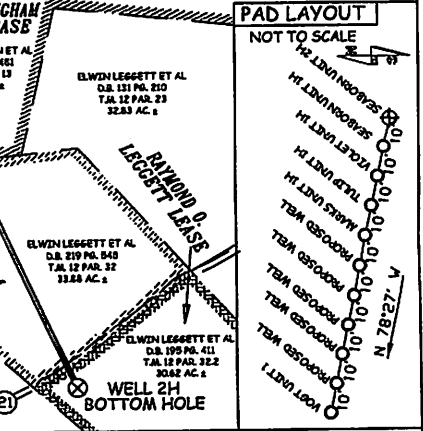 NGHAM
ASE
N ET AL
13
ELWIN LEGGETT ET AL
D.B. 131 PG. 210
T.M. 12 PAR. 23
32.83 AC. ±
RAYMOND O.
LEGGETT LEASE
ELWIN LEGGETT ET AL
D.B. 219 PG. 548
T.M. 12 PAR. 32
33.88 AC. ±
ELWIN LEGGETT ET AL
D.B. 195 PG. 411
T.M. 12 PAR. 32.2
30.62 AC. ±
21
WELL 2H
BOTTOM HOLE
PAD LAYOUT
NOT TO SCALE
SEABORN UNIT 2H
SEABORN UNIT 1H
VIOLET UNIT 1H
TULIP UNIT 1H
MARKS UNIT 1H
PROPOSED WELL
PROPOSED WELL
PROPOSED WELL
PROPOSED WELL
PROPOSED WELL
VOGT UNIT 1
10'
10'
10'
10'
10'
10'
10'
10'
10'
10'
N 78°27' W